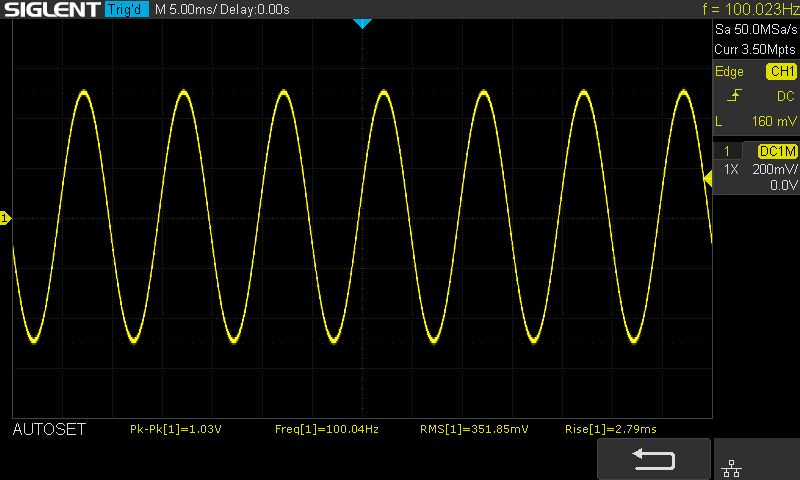 SIGLENT Trig'd M 5.00ms/ Delay:0.00s f = 100.023Hz
Sa 50.0MSa/s
Curr 3.50Mpts
Edge CH1
DC
L 160 mV
1 DC1M
1X 200mV/
0.0V
1
AUTOSET Pk-Pk[1]=1.03V Freq[1]=100.04Hz RMS[1]=351.85mV Rise[1]=2.79ms